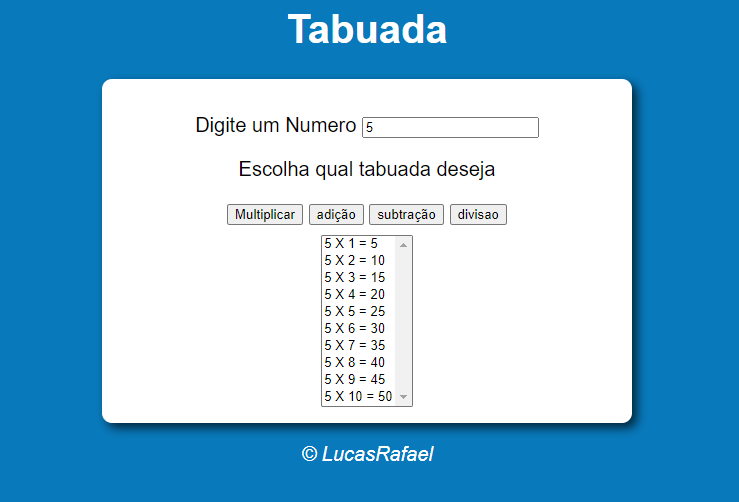 Tabuada
Digite um Numero 5
Escolha qual tabuada deseja
Multiplicar adição subtração divisao
5 X 1 = 5
5 X 2 = 10
5 X 3 = 15
5 X 4 = 20
5 X 5 = 25
5 X 6 = 30
5 X 7 = 35
5 X 8 = 40
5 X 9 = 45
5 X 10 = 50
© LucasRafael